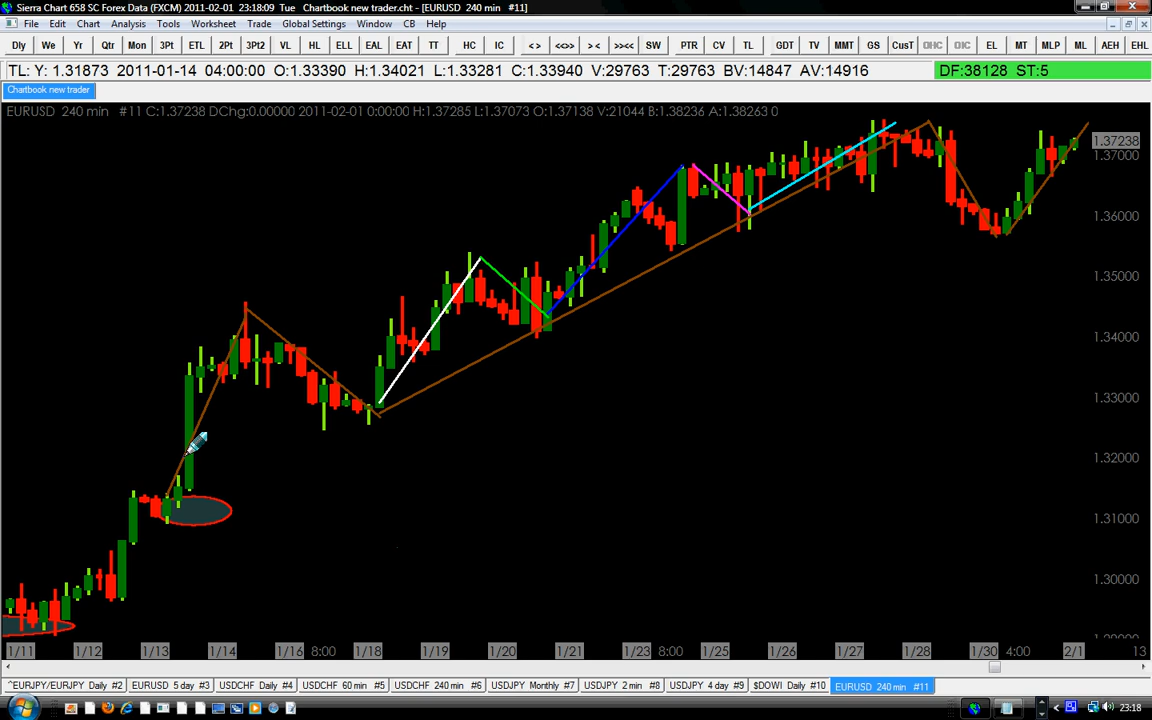 Sierra Chart 658 SC Forex Data (FXCM) 2011-02-01 23:18:09 Tue Chartbook new trader.cht - [EURUSD 240 min #11]
File Edit Chart Analysis Tools Worksheet Trade Global Settings Window CB Help
Dly We Yr Qtr Mon 3Pt ETL 2Pt 3Pt2 VL HL ELL EAL EAT TT HC IC <> <<>> >< >><< SW PTR CV TL GDT TV MMT GS CusT OHC OIC EL MT MLP ML AEH EHL
TL: Y: 1.31873 2011-01-14 04:00:00 O:1.33390 H:1.34021 L:1.33281 C:1.33940 V:29763 T:29763 BV:14847 AV:14916 DF:38128 ST:5
Chartbook new trader
EURUSD 240 min #11 C:1.37238 DChg:0.00000 2011-02-01 0:00:00 H:1.37285 L:1.37073 O:1.37138 V:21044 B:1.38236 A:1.38263 0
1.37238
1.37000
1.36000
1.35000
1.34000
1.33000
1.32000
1.31000
1.30000
1/11 1/12 1/13 1/14 1/16 8:00 1/18 1/19 1/20 1/21 1/23 8:00 1/25 1/26 1/27 1/28 1/30 4:00 2/1 13
^EURJPY/EURJPY Daily #2 EURUSD 5 day #3 USDCHF Daily #4 USDCHF 60 min #5 USDCHF 240 min #6 USDJPY Monthly #7 USDJPY 2 min #8 USDJPY 4 day #9 $DOWI Daily #10 EURUSD 240 min #11
23:18